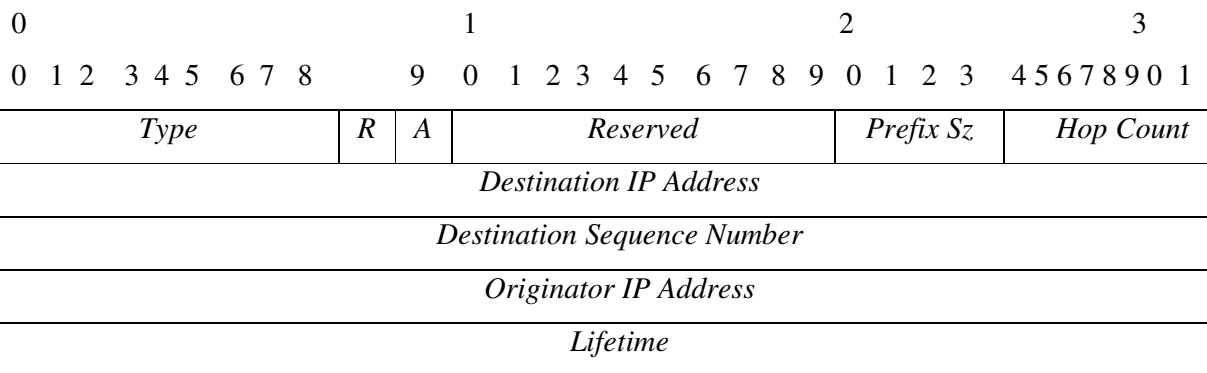 0 1 2 3
0 1 2 3 4 5 6 7 8 9 0 1 2 3 4 5 6 7 8 9 0 1 2 3 4 5 6 7 8 9 0 1
Type R A Reserved Prefix Sz Hop Count
Destination IP Address
Destination Sequence Number
Originator IP Address
Lifetime